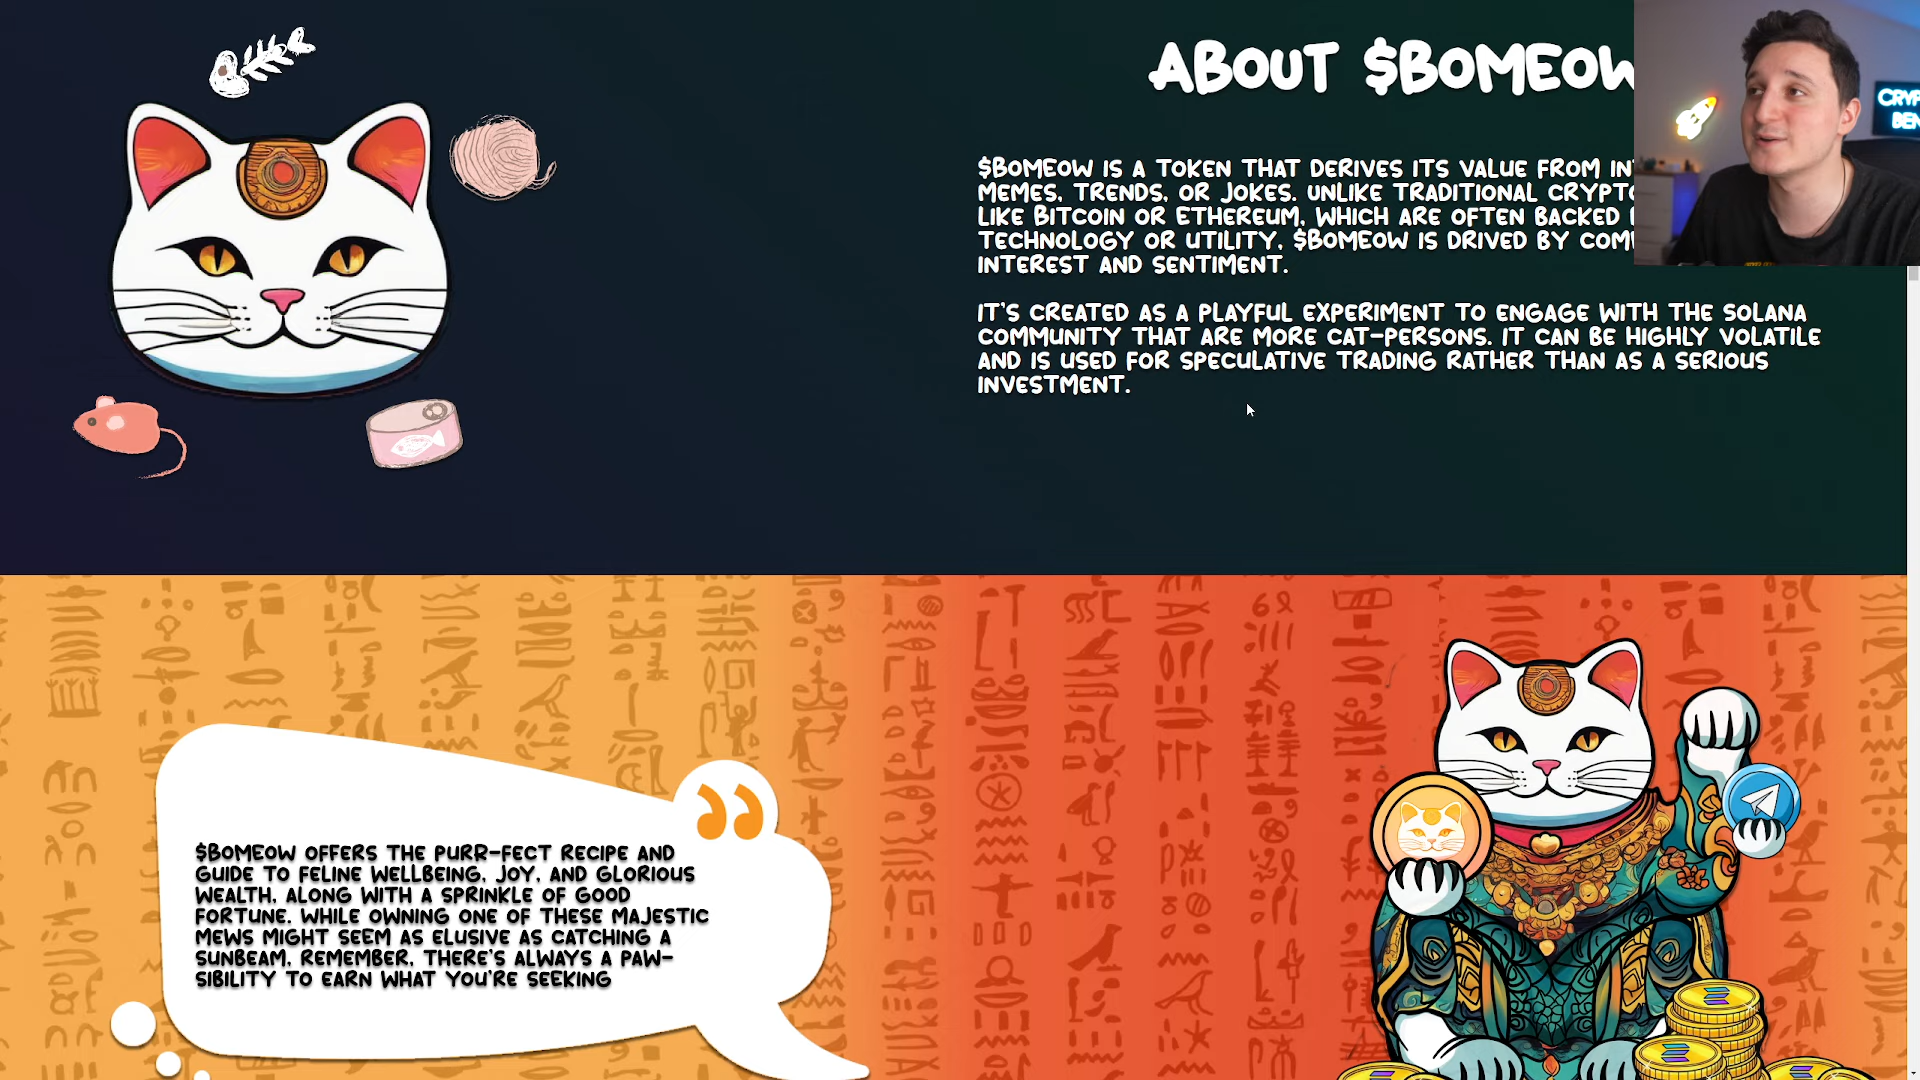 ABOUT $BOMEOW
$BOMEOW IS A TOKEN THAT DERIVES ITS VALUE FROM
MEMES, TRENDS, OR JOKES. UNLIKE TRADITIONAL
LIKE BITCOIN OR ETHEREUM, WHICH ARE OFTEN BACKED
TECHNOLOGY OR UTILITY, $BOMEOW IS DRIVED BY
INTEREST AND SENTIMENT.
IT'S CREATED AS A PLAYFUL EXPERIMENT TO ENGAGE WITH THE SOLANA
COMMUNITY THAT ARE MORE CAT-PERSONS. IT CAN BE HIGHLY VOLATILE
AND IS USED FOR SPECULATIVE TRADING RATHER THAN AS A SERIOUS
INVESTMENT.
$BOMEOW OFFERS THE PURR-FECT RECIPE AND
GUIDE TO FELINE WELLBEING, JOY, AND GLORIOUS
WEALTH, ALONG WITH A SPRINKLE OF GOOD
FORTUNE. WHILE OWNING ONE OF THESE MAJESTIC
MEWS MIGHT SEEM AS ELUSIVE AS CATCHING A
SUNBEAM, REMEMBER, THERE'S ALWAYS A PAW-
SIBILITY TO EARN WHAT YOU'RE SEEKING